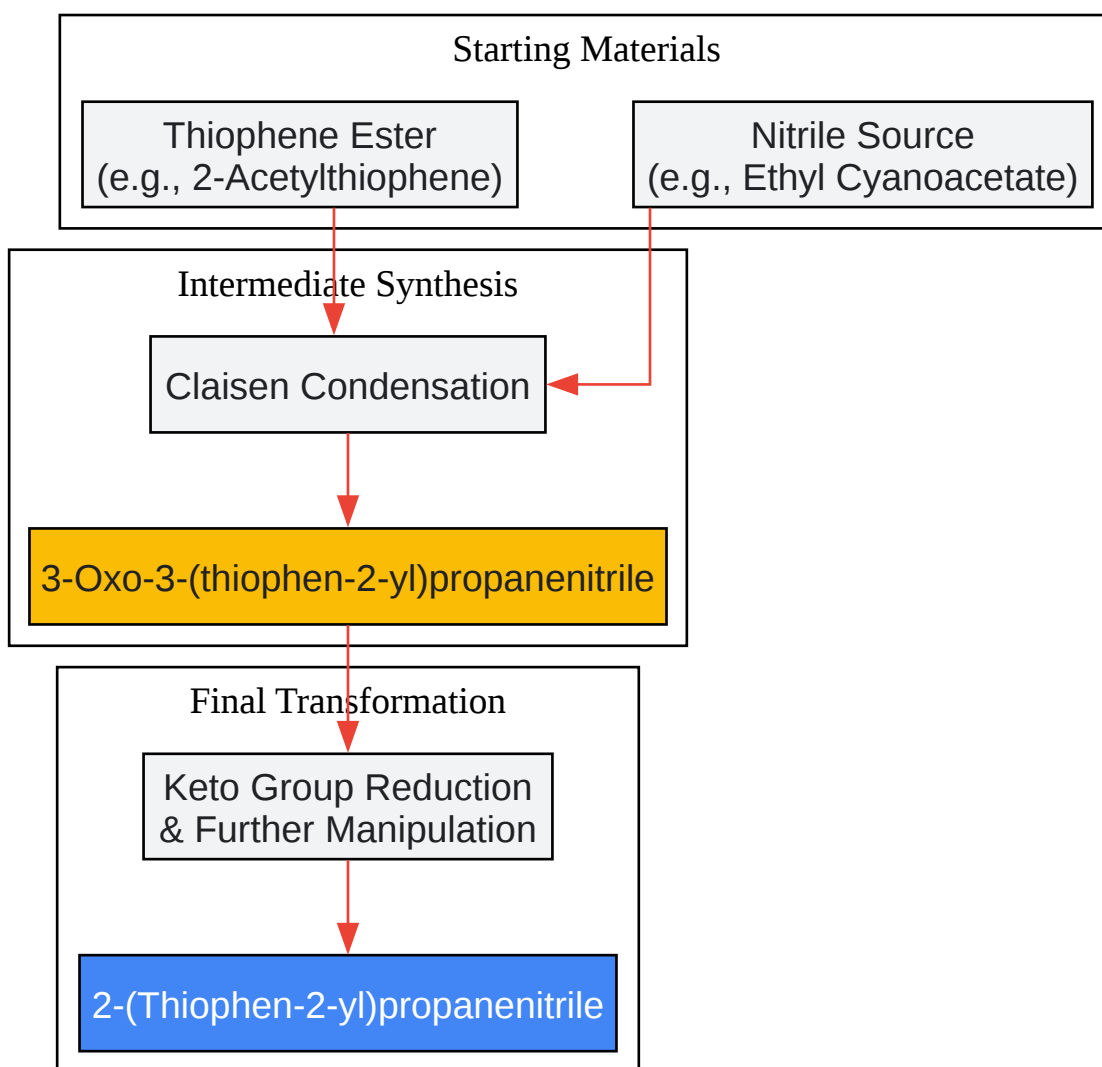 Starting Materials
Thiophene Ester
(e.g., 2-Acetylthiophene)
Nitrile Source
(e.g., Ethyl Cyanoacetate)
Intermediate Synthesis
Claisen Condensation
3-Oxo-3-(thiophen-2-yl)propanenitrile
Final Transformation
Keto Group Reduction
& Further Manipulation
2-(Thiophen-2-yl)propanenitrile